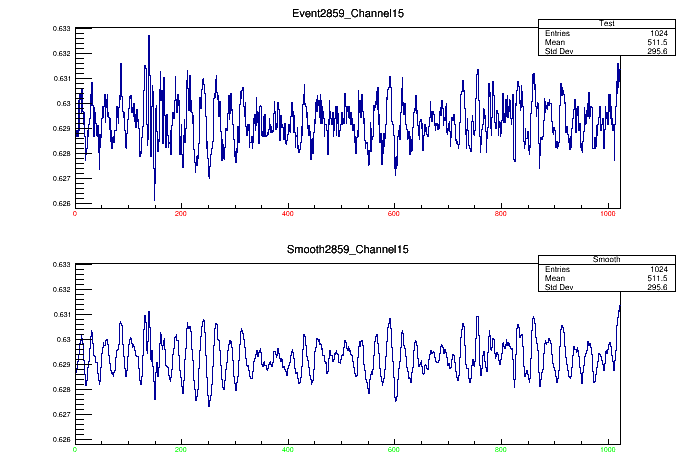 Event2859_Channel15
Test
Entries 1024
Mean 511.5
Std Dev 295.6
0.633
0.632
0.631
0.63
0.629
0.628
0.627
0.626
0 200 400 600 800 1000
Smooth2859_Channel15
Smooth
Entries 1024
Mean 511.5
Std Dev 295.6
0.633
0.632
0.631
0.63
0.629
0.628
0.627
0.626
0 200 400 600 800 1000